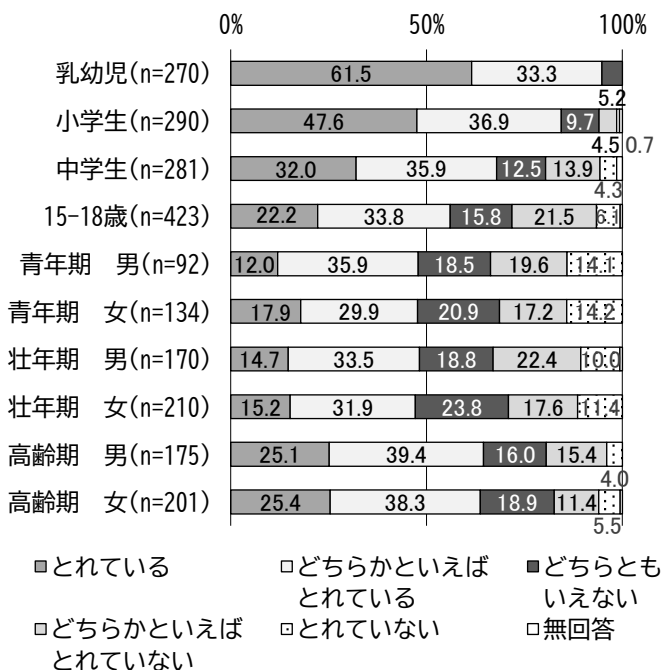 0% 50% 100%
乳幼児(n=270) 61.5 33.3
5.2
小学生(n=290) 47.6 36.9 9.7
4.5 0.7
中学生(n=281) 32.0 35.9 12.5 13.9
4.3
15-18歳(n=423) 22.2 33.8 15.8 21.5 6.1
青年期 男(n=92) 12.0 35.9 18.5 19.6 14.1
青年期 女(n=134) 17.9 29.9 20.9 17.2 14.2
壮年期 男(n=170) 14.7 33.5 18.8 22.4 10.0
壮年期 女(n=210) 15.2 31.9 23.8 17.6 11.4
高齢期 男(n=175) 25.1 39.4 16.0 15.4
4.0
高齢期 女(n=201) 25.4 38.3 18.9 11.4
5.5
とれている
どちらかといえば
とれている
どちらとも
いえない
どちらかといえば
とれていない
とれていない
無回答